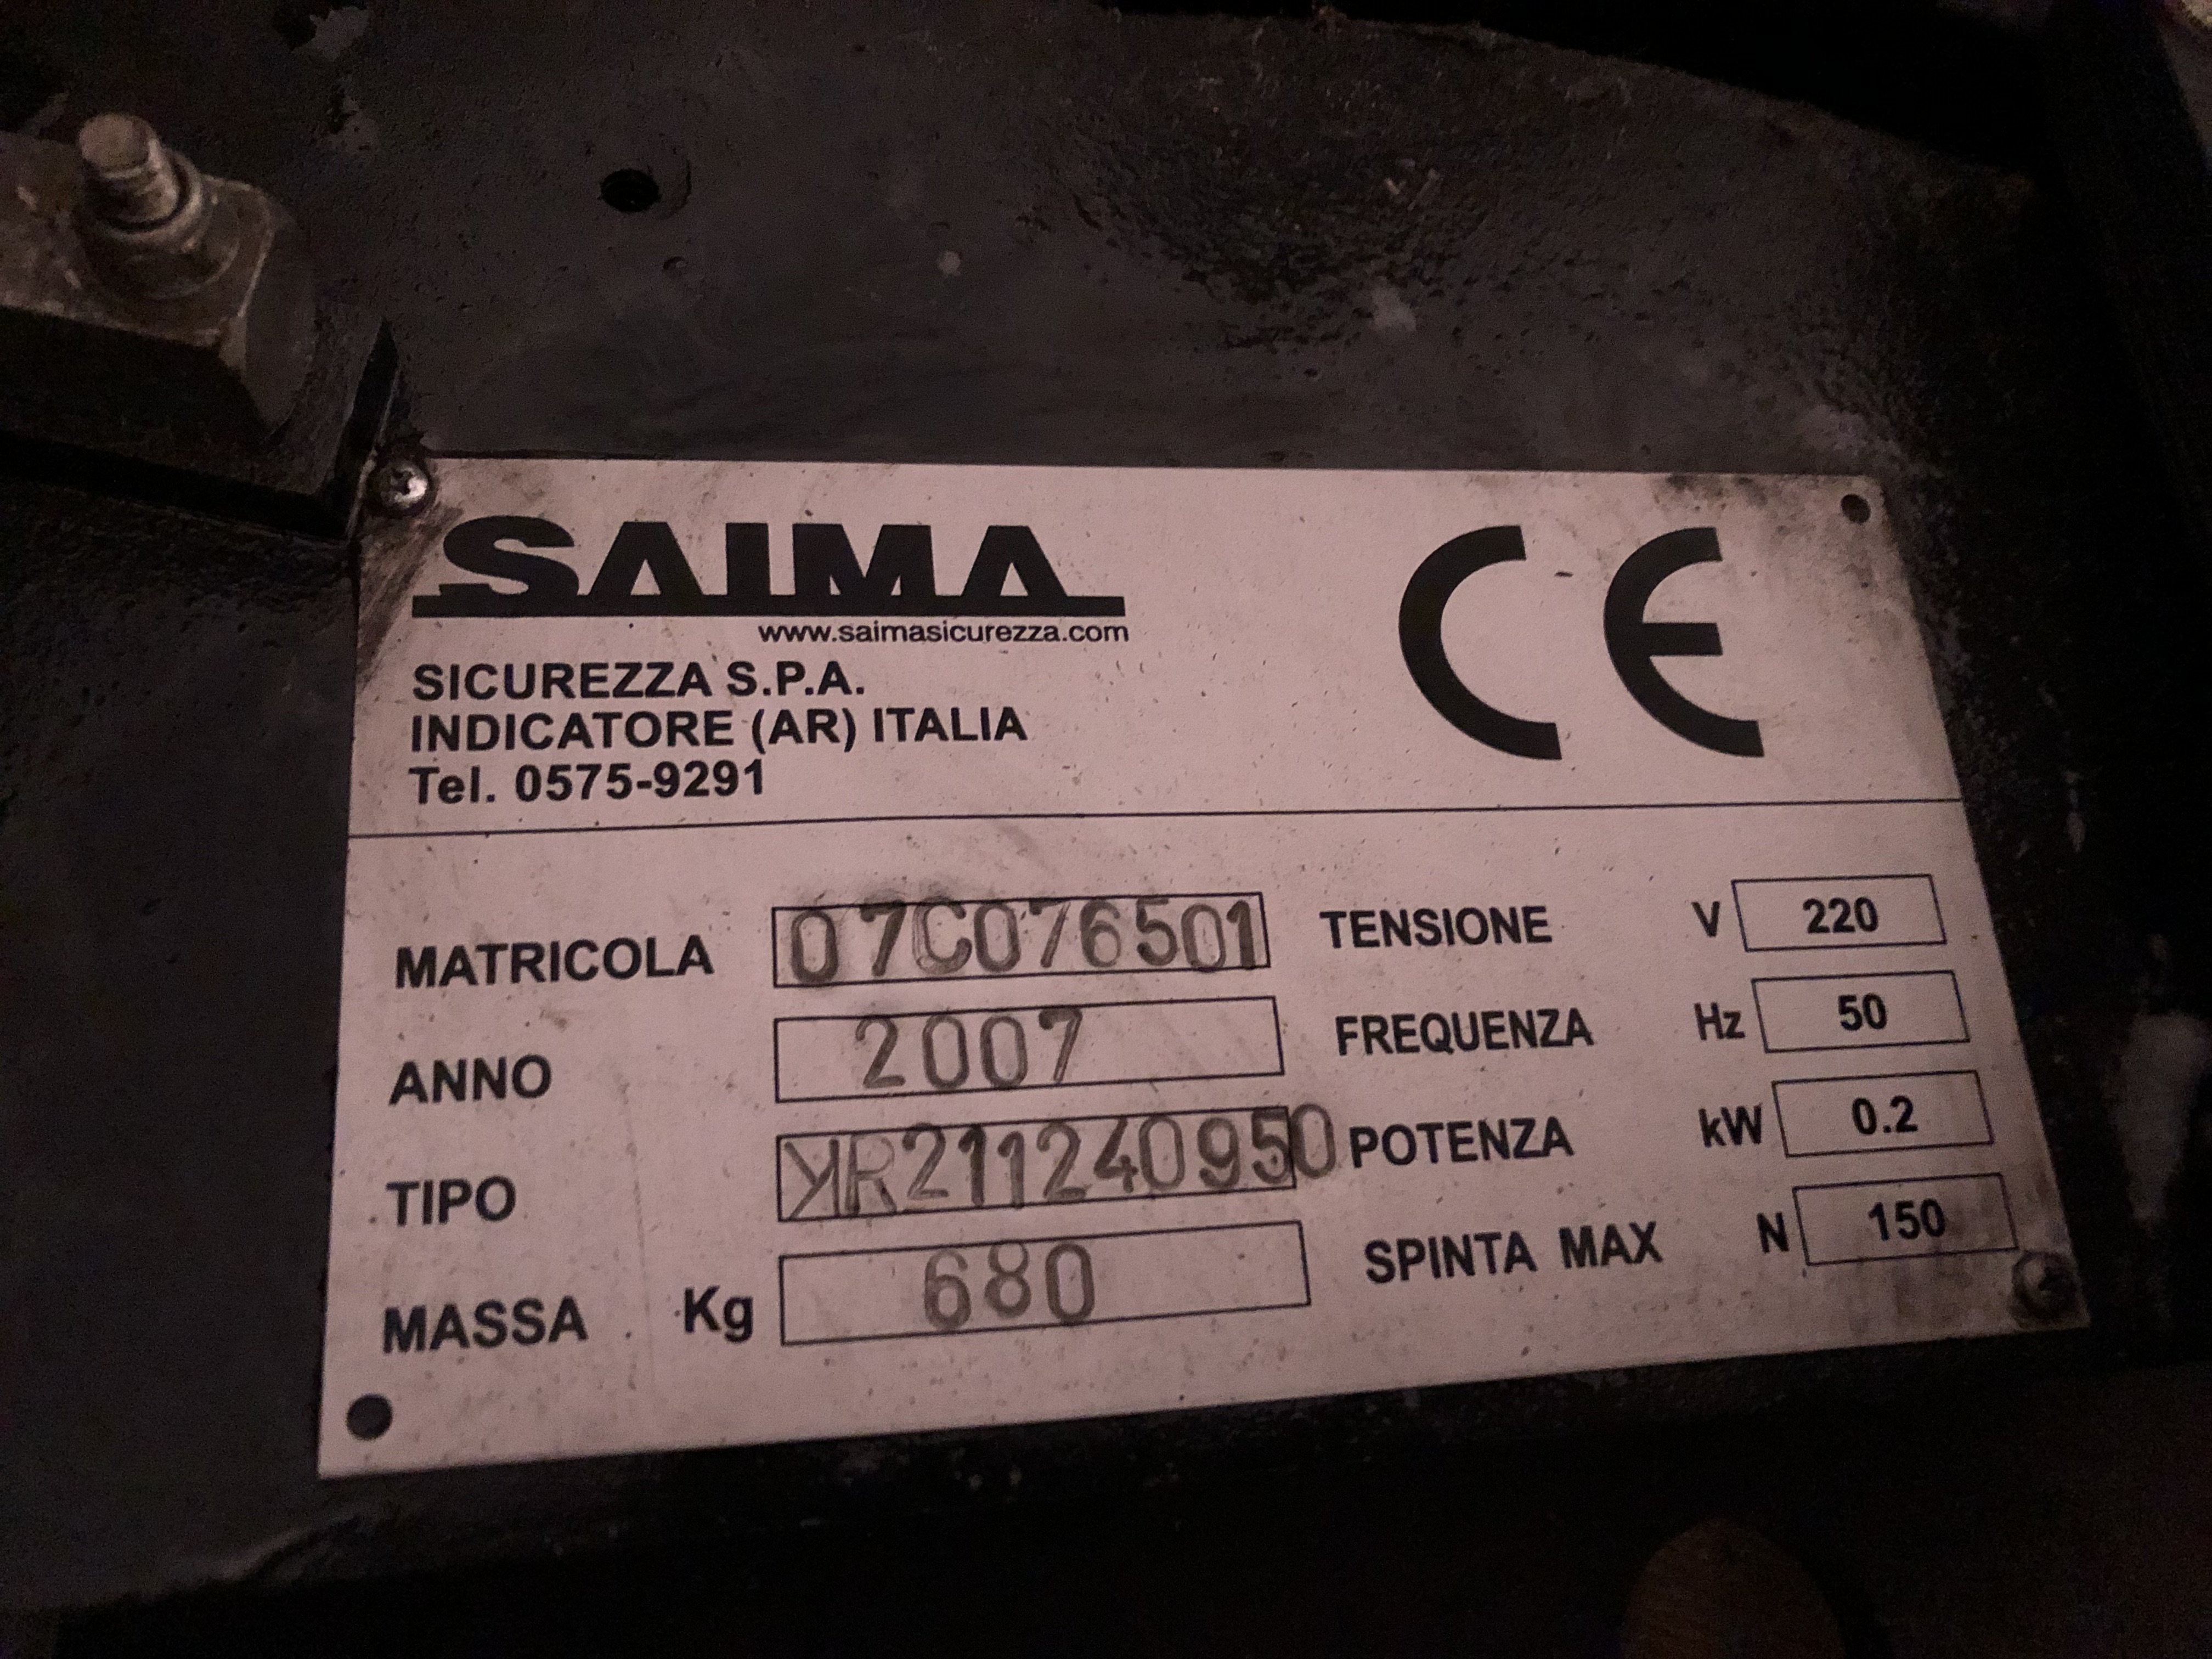 SAIMA
www.saimasicurezza.com
SICUREZZA S.P.A.
INDICATORE (AR) ITALIA
Tel. 0575-9291
CE
MATRICOLA 07C076501
ANNO 2007
TIPO KR211240950
MASSA Kg 680
TENSIONE V 220
FREQUENZA Hz 50
POTENZA kW 0.2
SPINTA MAX N 150